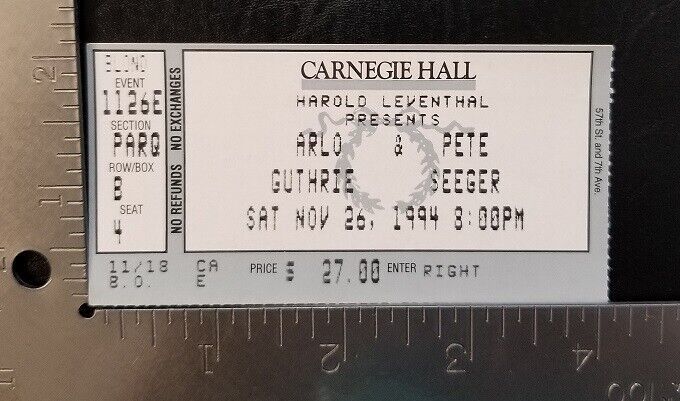 BLIND
EVENT
1126E
SECTION
PARQ
ROW/BOX
B
SEAT
4
NO REFUNDS NO EXCHANGES
CARNEGIE HALL
HAROLD LEVENTHAL
PRESENTS
ARLO & PETE
GUTHRIE SEEGER
SAT NOV 26, 1994 8:00PM
57th St. and 7th Ave.
11/18 CA PRICE $ 27.00 ENTER RIGHT
B.O. E
2
1
1 2 3 4
100